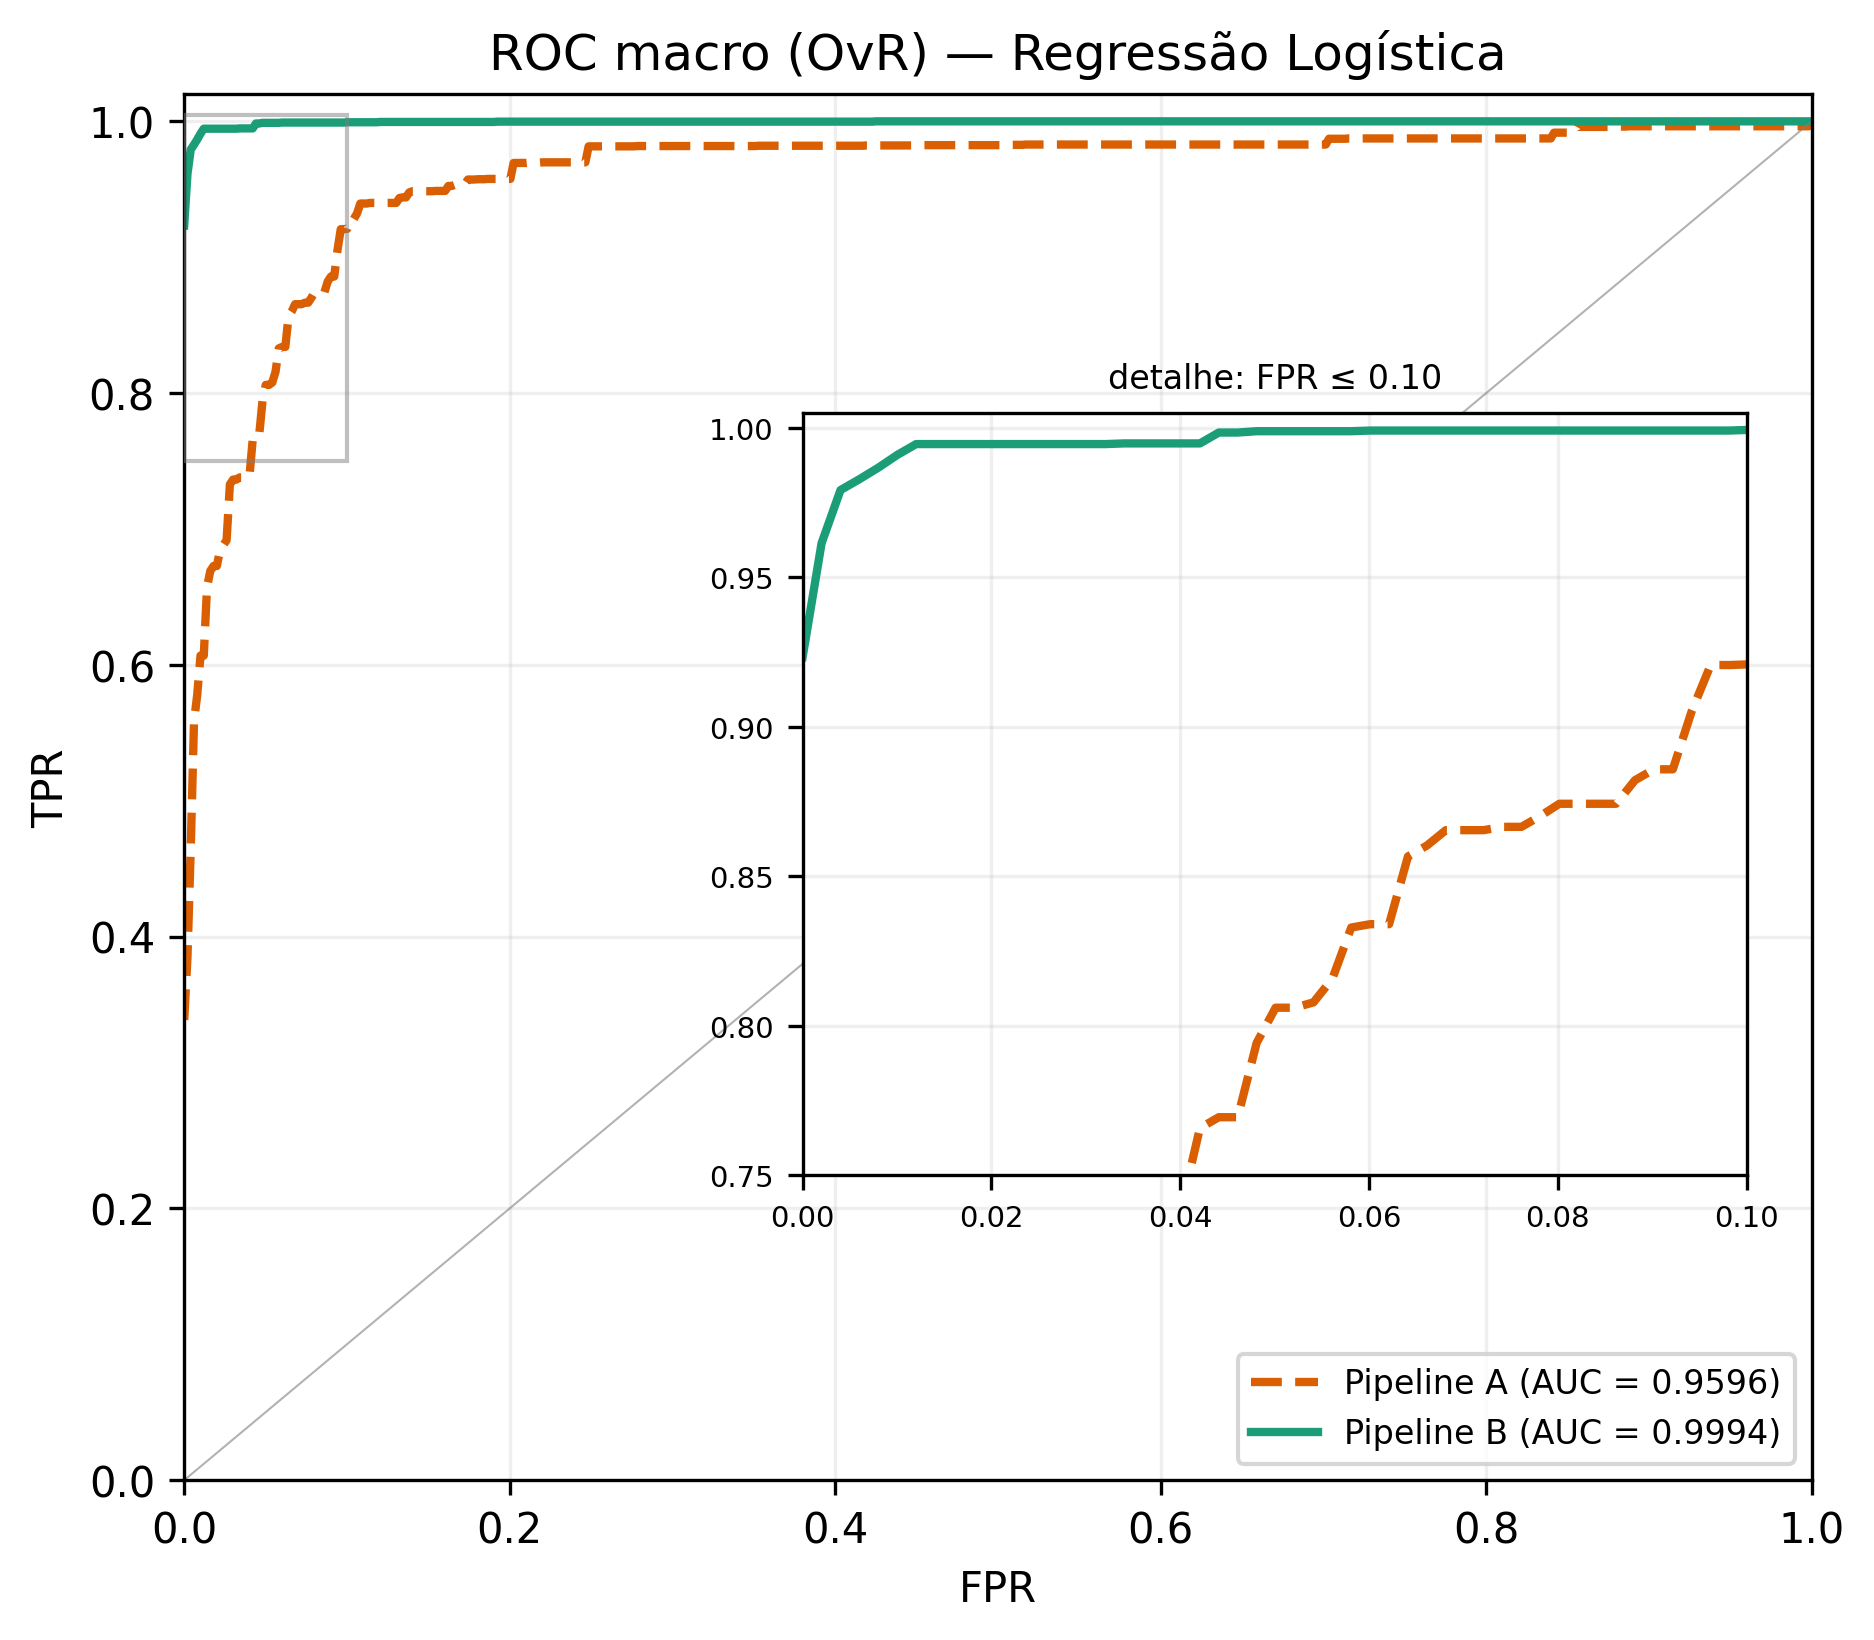 ROC macro (OvR) — Regressão Logística
1.0
0.8
0.6
0.4
0.2
0.0
TPR
detalhe: FPR ≤ 0.10
1.00
0.95
0.90
0.85
0.80
0.75
0.00 0.02 0.04 0.06 0.08 0.10
Pipeline A (AUC = 0.9596)
Pipeline B (AUC = 0.9994)
0.0 0.2 0.4 0.6 0.8 1.0
FPR